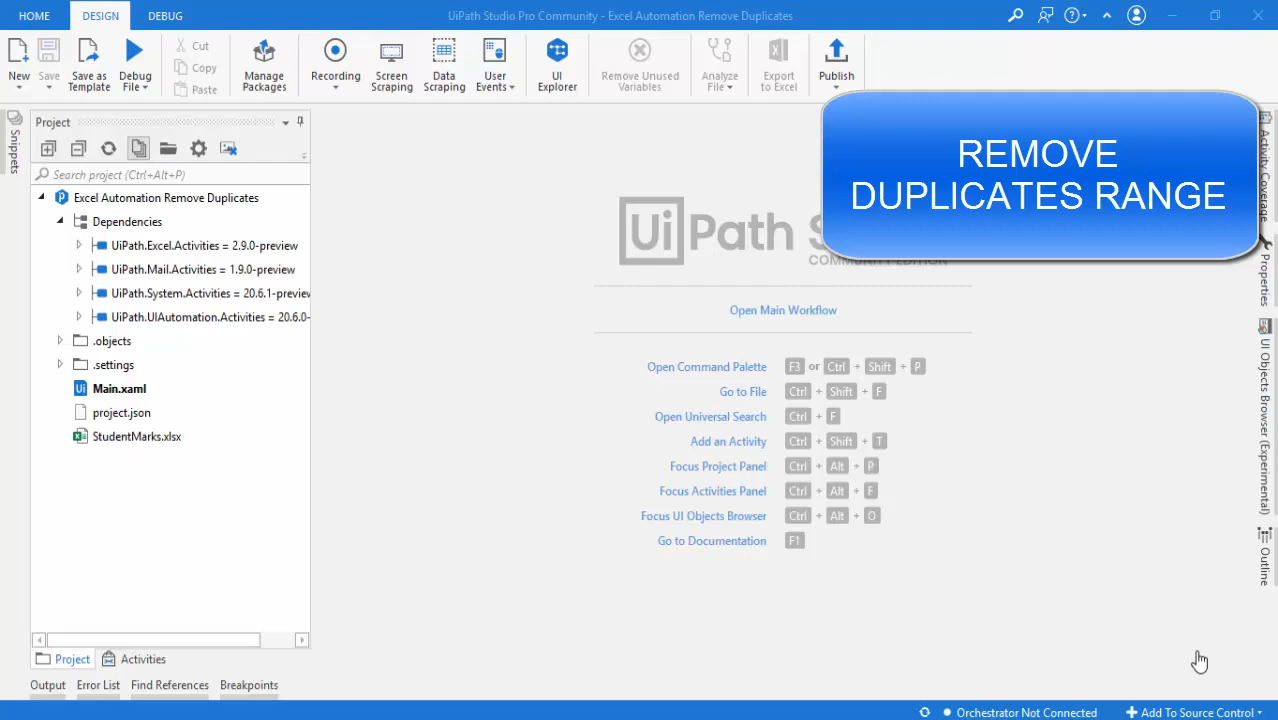 HOME
DESIGN
DEBUG
UiPath Studio Pro Community - Excel Automation Remove Duplicates
New
Save
Save as Template
Debug File
Cut
Copy
Paste
Manage Packages
Recording
Screen Scraping
Data Scraping
User Events
UI Explorer
Remove Unused Variables
Analyze File
Export to Excel
Publish
REMOVE
DUPLICATES RANGE
Snippets
Project
Search project (Ctrl+Alt+P)
Excel Automation Remove Duplicates
Dependencies
UiPath.Excel.Activities = 2.9.0-preview
UiPath.Mail.Activities = 1.9.0-preview
UiPath.System.Activities = 20.6.1-preview
UiPath.UIAutomation.Activities = 20.6.0-
.objects
.settings
Ui Main.xaml
project.json
StudentMarks.xlsx
Ui Path S
COMMUNITY EDITION
Open Main Workflow
Open Command Palette F3 or Ctrl + Shift + P
Go to File Ctrl + Shift + F
Open Universal Search Ctrl + F
Add an Activity Ctrl + Shift + T
Focus Project Panel Ctrl + Alt + P
Focus Activities Panel Ctrl + Alt + F
Focus UI Objects Browser Ctrl + Alt + O
Go to Documentation F1
Activity Coverage
Properties
UI Objects Browser (Experimental)
Outline
Project
Activities
Output
Error List
Find References
Breakpoints
Orchestrator Not Connected
Add To Source Control